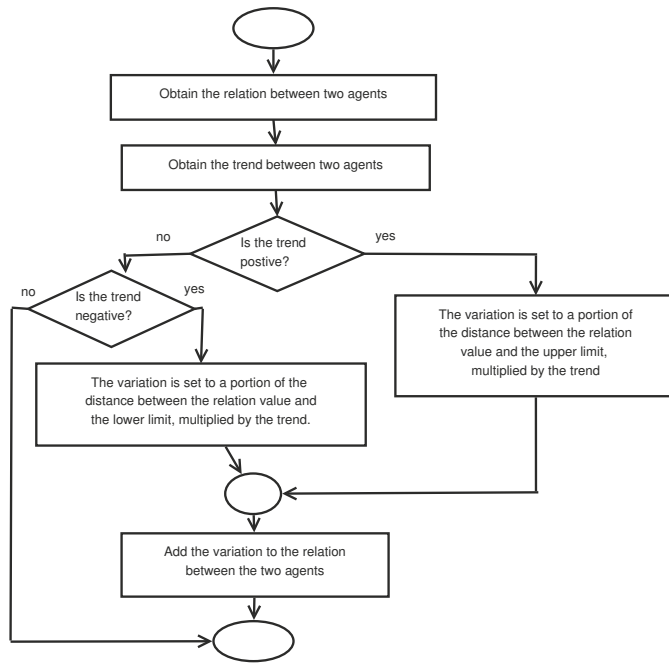 Obtain the relation between two agents
Obtain the trend between two agents
Is the trend
postive?
no
yes
Is the trend
negative?
no
yes
The variation is set to a portion of
the distance between the relation
value and the upper limit,
multiplied by the trend
The variation is set to a portion of the
distance between the relation value and
the lower limit, multiplied by the trend.
Add the variation to the relation
between the two agents